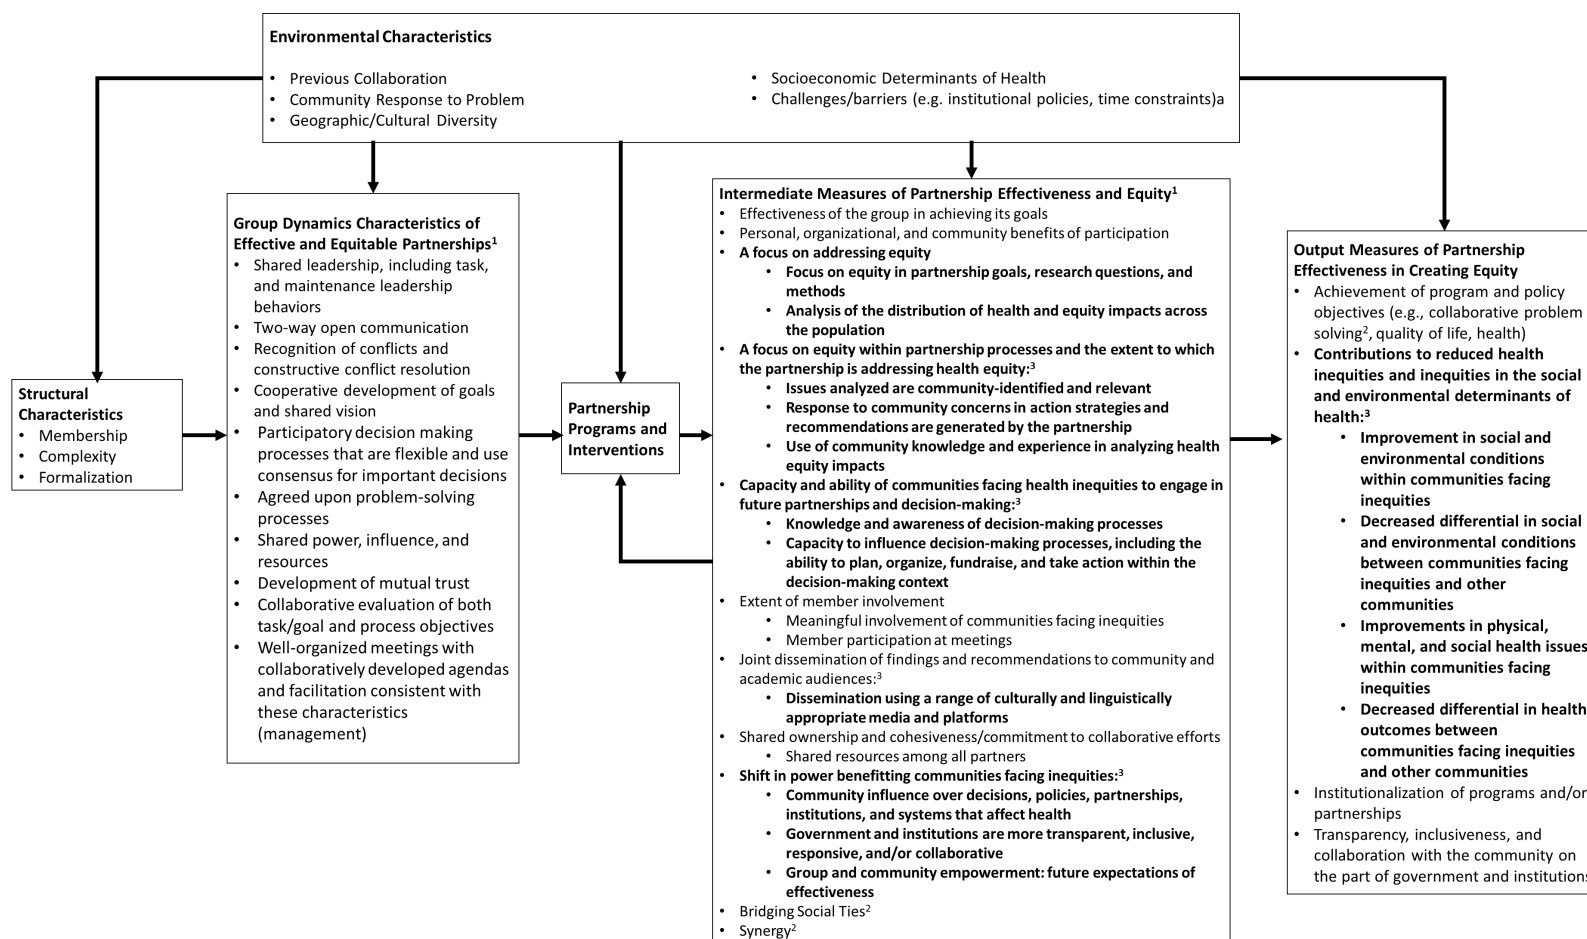 Environmental Characteristics
• Previous Collaboration
• Community Response to Problem
• Geographic/Cultural Diversity
• Socioeconomic Determinants of Health
• Challenges/barriers (e.g. institutional policies, time constraints)a
Structural
Characteristics
• Membership
• Complexity
• Formalization
Group Dynamics Characteristics of
Effective and Equitable Partnerships¹
• Shared leadership, including task,
and maintenance leadership
behaviors
• Two-way open communication
• Recognition of conflicts and
constructive conflict resolution
• Cooperative development of goals
and shared vision
• Participatory decision making
processes that are flexible and use
consensus for important decisions
• Agreed upon problem-solving
processes
• Shared power, influence, and
resources
• Development of mutual trust
• Collaborative evaluation of both
task/goal and process objectives
• Well-organized meetings with
collaboratively developed agendas
and facilitation consistent with
these characteristics
(management)
Partnership
Programs and
Interventions
Intermediate Measures of Partnership Effectiveness and Equity¹
• Effectiveness of the group in achieving its goals
• Personal, organizational, and community benefits of participation
• A focus on addressing equity
• Focus on equity in partnership goals, research questions, and
methods
• Analysis of the distribution of health and equity impacts across
the population
• A focus on equity within partnership processes and the extent to which
the partnership is addressing health equity:³
• Issues analyzed are community-identified and relevant
• Response to community concerns in action strategies and
recommendations are generated by the partnership
• Use of community knowledge and experience in analyzing health
equity impacts
• Capacity and ability of communities facing health inequities to engage in
future partnerships and decision-making:³
• Knowledge and awareness of decision-making processes
• Capacity to influence decision-making processes, including the
ability to plan, organize, fundraise, and take action within the
decision-making context
• Extent of member involvement
• Meaningful involvement of communities facing inequities
• Member participation at meetings
• Joint dissemination of findings and recommendations to community and
academic audiences:³
• Dissemination using a range of culturally and linguistically
appropriate media and platforms
• Shared ownership and cohesiveness/commitment to collaborative efforts
• Shared resources among all partners
• Shift in power benefitting communities facing inequities:³
• Community influence over decisions, policies, partnerships,
institutions, and systems that affect health
• Government and institutions are more transparent, inclusive,
responsive, and/or collaborative
• Group and community empowerment: future expectations of
effectiveness
• Bridging Social Ties²
• Synergy²
Output Measures of Partnership
Effectiveness in Creating Equity
• Achievement of program and policy
objectives (e.g., collaborative problem
solving², quality of life, health)
• Contributions to reduced health
inequities and inequities in the social
and environmental determinants of
health:³
• Improvement in social and
environmental conditions
within communities facing
inequities
• Decreased differential in social
and environmental conditions
between communities facing
inequities and other
communities
• Improvements in physical,
mental, and social health issues
within communities facing
inequities
• Decreased differential in health
outcomes between
communities facing inequities
and other communities
• Institutionalization of programs and/or
partnerships
• Transparency, inclusiveness, and
collaboration with the community on
the part of government and institutions